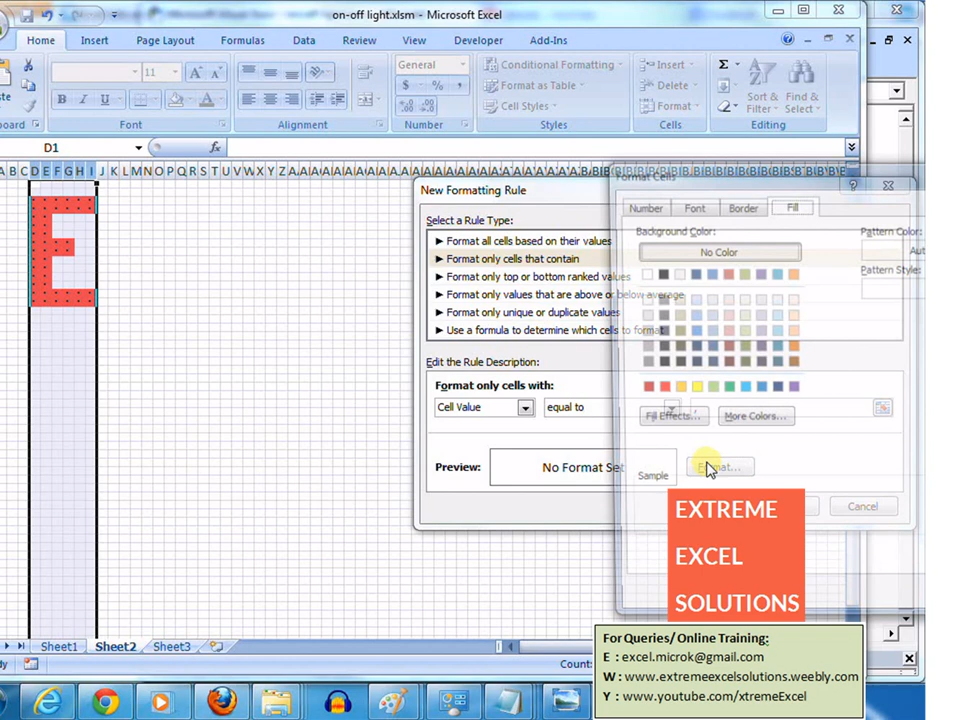 on-off light.xlsm - Microsoft Excel
Home Insert Page Layout Formulas Data Review View Developer Add-Ins
11 A A General Conditional Formatting Insert Σ
Format as Table Delete
B I U A $ % , Cell Styles Format Sort & Filter Find & Select
Font Alignment Number Styles Cells Editing
D1 fx
A B C D E F G H I J K L M N O P Q R S T U V W X Y Z
New Formatting Rule
Format Cells
Select a Rule Type:
► Format all cells based on their values
► Format only cells that contain
► Format only top or bottom ranked values
► Format only values that are above or below average
► Format only unique or duplicate values
► Use a formula to determine which cells to format
Edit the Rule Description:
Format only cells with:
Cell Value equal to
Preview: No Format Set Format...
Number Font Border Fill
Background Color:
No Color
Pattern Color:
Pattern Style:
Fill Effects... More Colors...
Sample
Cancel
EXTREME
EXCEL
SOLUTIONS
Sheet1 Sheet2 Sheet3
Count:
For Queries/ Online Training:
E : excel.microk@gmail.com
W : www.extremeexcelsolutions.weebly.com
Y : www.youtube.com/xtremeExcel